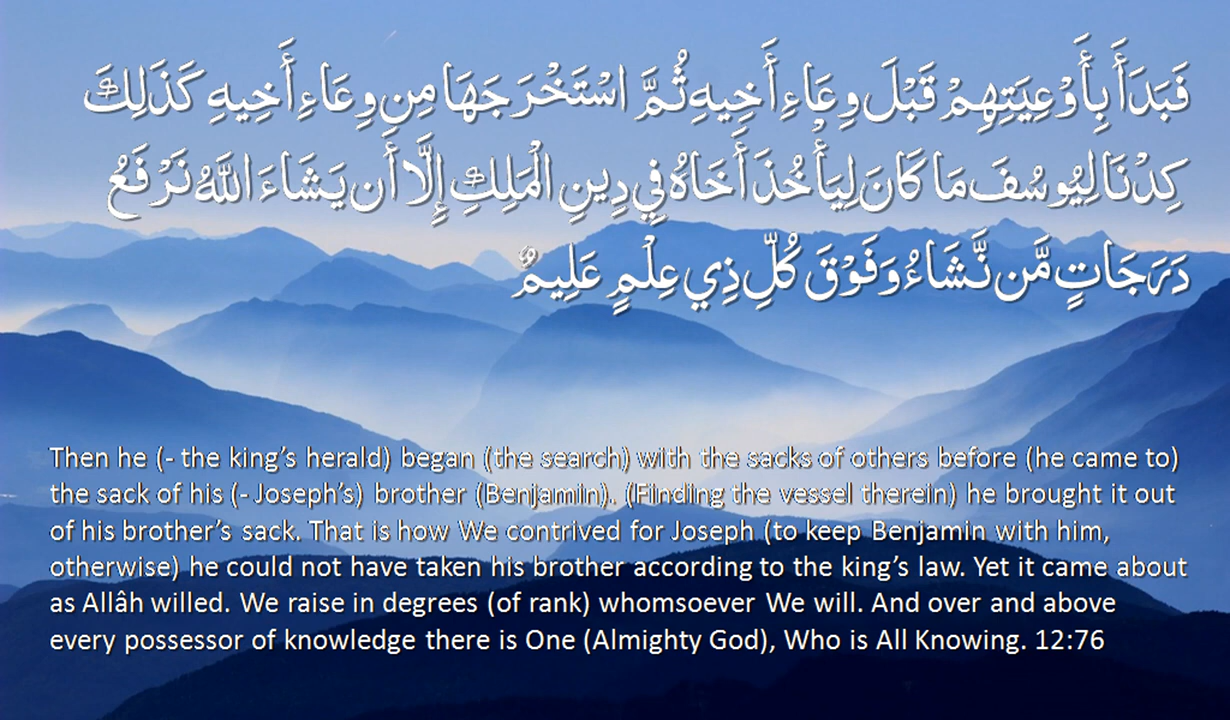 فَبَدَأَ بِأَوْعِيَتِهِمْ قَبْلَ وِعَاءِ أَخِيهِ ثُمَّ اسْتَخْرَجَهَا مِن وِعَاءِ أَخِيهِ كَذَلِكَ
كِدْنَا لِيُوسُفَ مَا كَانَ لِيَأْخُذَ أَخَاهُ فِي دِينِ الْمَلِكِ إِلَّا أَن يَشَاءَ اللَّهُ نَرْفَعُ
دَرَجَاتٍ مَّن نَّشَاءُ وَفَوْقَ كُلِّ ذِي عِلْمٍ عَلِيمٌ
Then he (- the king’s herald) began (the search) with the sacks of others before (he came to)
the sack of his (- Joseph’s) brother (Benjamin). (Finding the vessel therein) he brought it out
of his brother’s sack. That is how We contrived for Joseph (to keep Benjamin with him,
otherwise) he could not have taken his brother according to the king’s law. Yet it came about
as Allâh willed. We raise in degrees (of rank) whomsoever We will. And over and above
every possessor of knowledge there is One (Almighty God), Who is All Knowing. 12:76